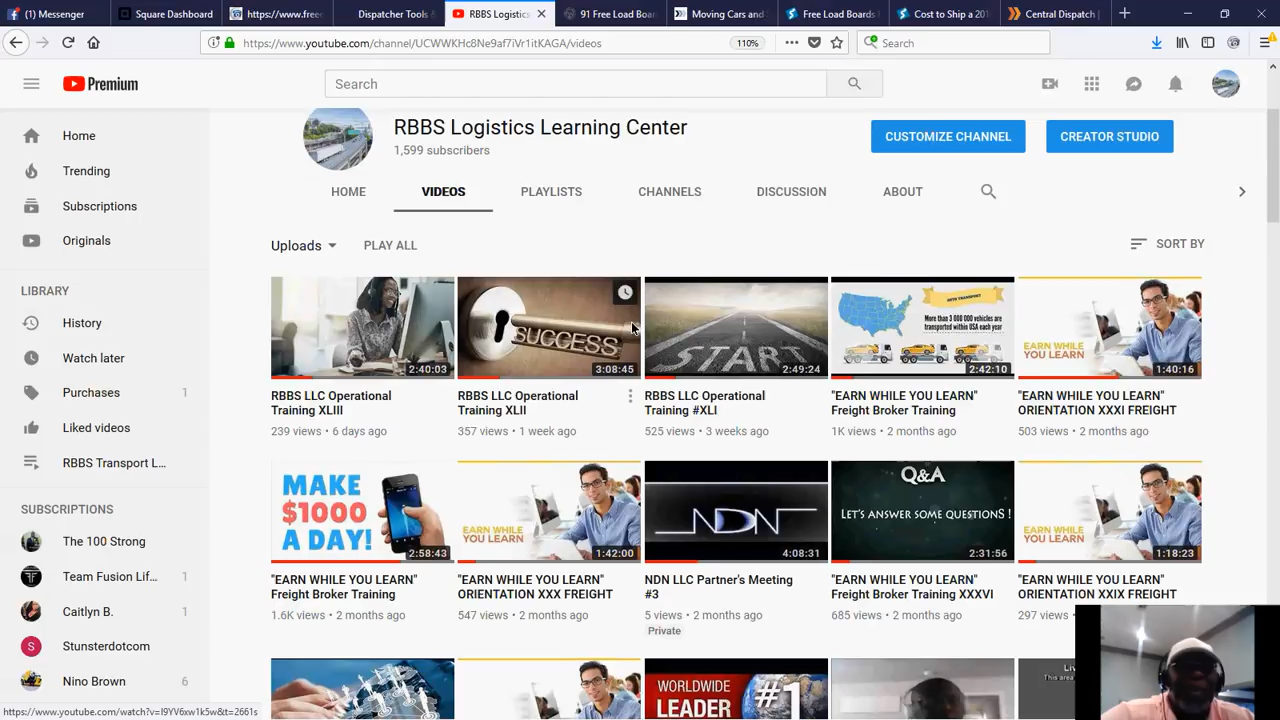 (1) Messenger
Square Dashboard
https://www.freee
Dispatcher Tools &
RBBS Logistics
91 Free Load Boar
Moving Cars and
Free Load Boards
Cost to Ship a 201
Central Dispatch |
https://www.youtube.com/channel/UCWWKHc8Ne9af7iVr1itKAGA/videos
110%
Search
Premium
Search
Home
Trending
Subscriptions
Originals
LIBRARY
History
Watch later
Purchases 1
Liked videos
RBBS Transport L...
SUBSCRIPTIONS
The 100 Strong
Team Fusion Lif... 1
Caitlyn B. 1
S Stunsterdotcom
Nino Brown 6
RBBS Logistics Learning Center
1,599 subscribers
CUSTOMIZE CHANNEL
CREATOR STUDIO
HOME
VIDEOS
PLAYLISTS
CHANNELS
DISCUSSION
ABOUT
Uploads
PLAY ALL
SORT BY
2:40:03
RBBS LLC Operational
Training XLIII
239 views • 6 days ago
SUCCESS
3:08:45
RBBS LLC Operational
Training XLII
357 views • 1 week ago
START
2:49:24
RBBS LLC Operational
Training #XLI
525 views • 3 weeks ago
AUTO TRANSPORT
More than 3 000 000 vehicles are
transported within USA each year
2:42:10
"EARN WHILE YOU LEARN"
Freight Broker Training
1K views • 2 months ago
EARN WHILE
YOU LEARN
1:40:16
"EARN WHILE YOU LEARN"
ORIENTATION XXXI FREIGHT
503 views • 2 months ago
MAKE
$1000
A DAY!
2:58:43
"EARN WHILE YOU LEARN"
Freight Broker Training
1.6K views • 2 months ago
EARN WHILE
YOU LEARN
1:42:00
"EARN WHILE YOU LEARN"
ORIENTATION XXX FREIGHT
547 views • 2 months ago
NDN
4:08:31
NDN LLC Partner's Meeting
#3
5 views • 2 months ago
Private
Q&A
LET'S ANSWER SOME QUESTIONS !
2:31:56
"EARN WHILE YOU LEARN"
Freight Broker Training XXXVI
685 views • 2 months ago
EARN WHILE
YOU LEARN
1:18:23
"EARN WHILE YOU LEARN"
ORIENTATION XXIX FREIGHT
297 views • 2 months ago
WORLDWIDE
LEADER
#1
https://www.youtube.com/watch?v=I9YV6xw1k5w&t=2661s